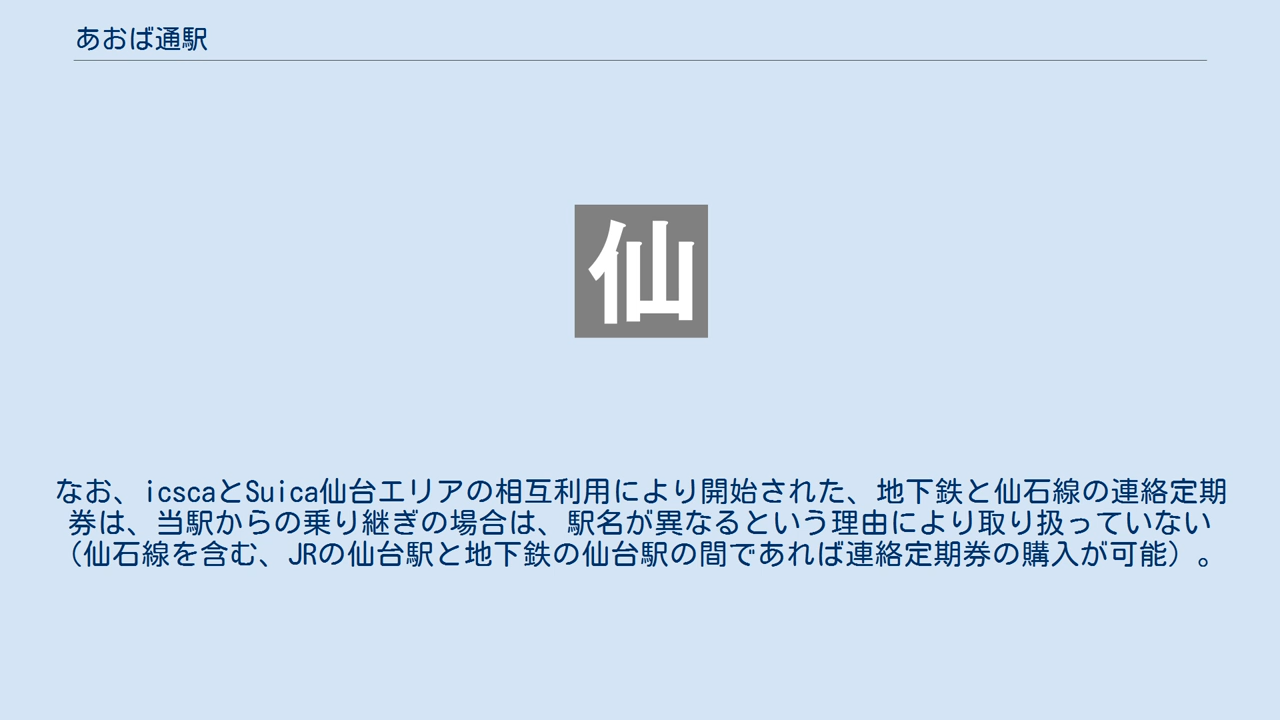 あおば通駅
仙
なお、icscaとSuica仙台エリアの相互利用により開始された、地下鉄と仙石線の連絡定期
券は、当駅からの乗り継ぎの場合は、駅名が異なるという理由により取り扱っていない
（仙石線を含む、JRの仙台駅と地下鉄の仙台駅の間であれば連絡定期券の購入が可能）。